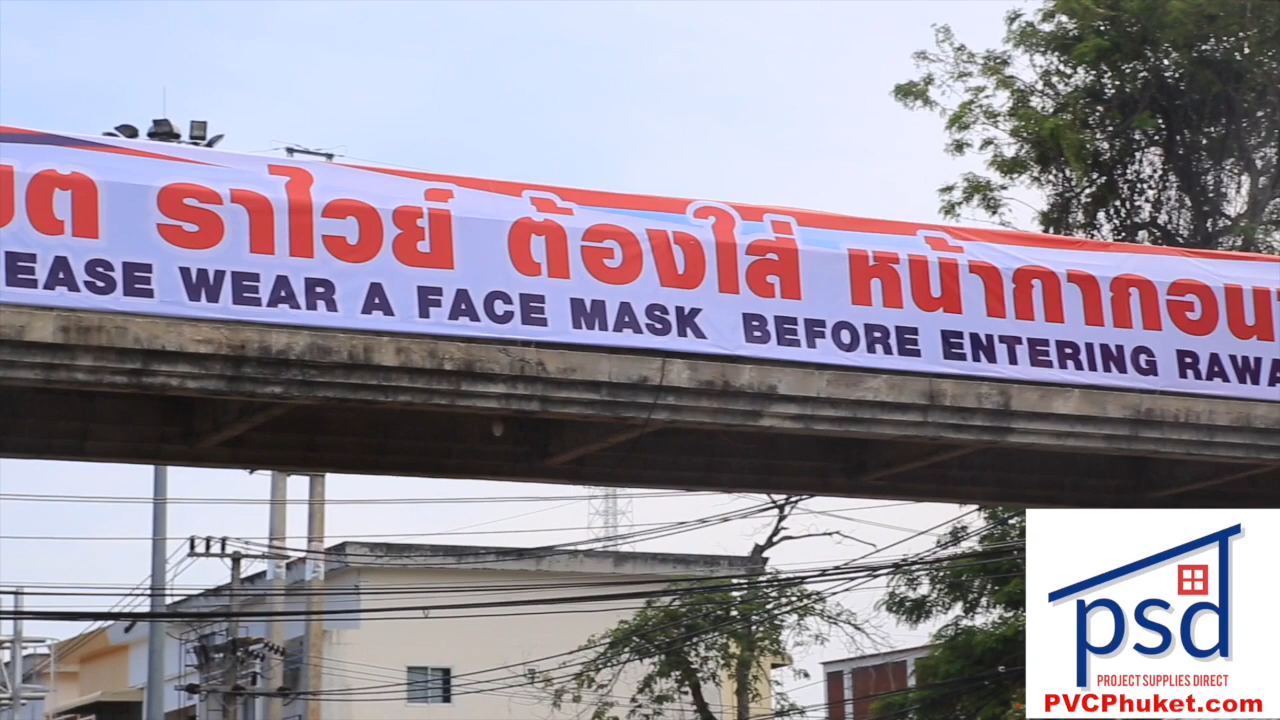 ราไวย์ ต้องใส่ หน้ากากอน
EASE WEAR A FACE MASK BEFORE ENTERING RAWA
psd
PROJECT SUPPLIES DIRECT
PVCPhuket.com